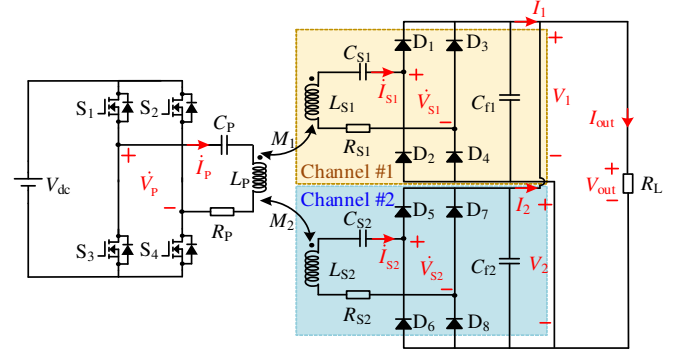 I1
D1 D3
CS1
İS1
LS1
V̇S1
Cf1
V1
S1 S2
CP
M1
Iout
RS1
Vdc
V̇P
İP
LP
D2 D4
Channel #1
Vout
RL
Channel #2
I2
M2
CS2
D5 D7
RP
İS2
S3 S4
LS2
V̇S2
Cf2
V2
RS2
D6 D8